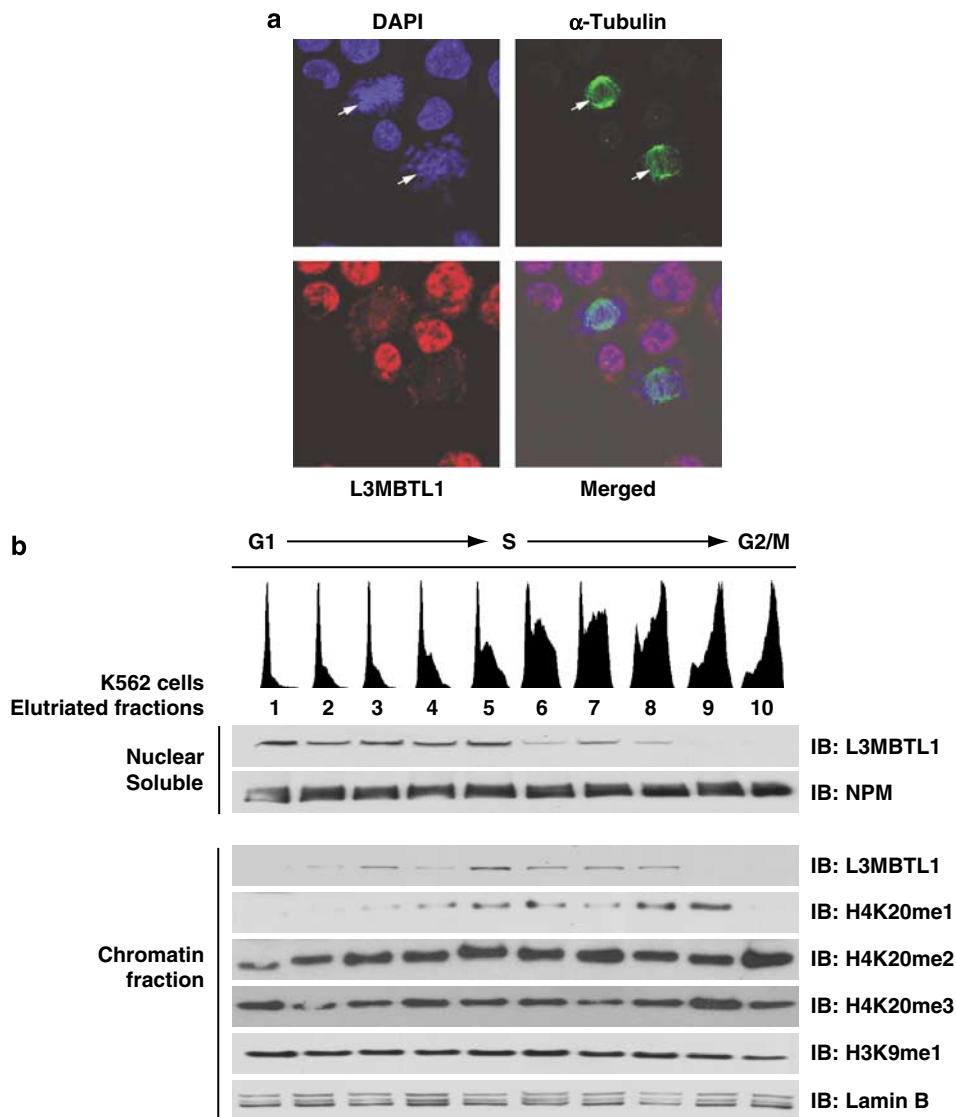 a
DAPI
α-Tubulin
L3MBTL1
Merged
b
G1
S
G2/M
K562 cells
Elutriated fractions
1 2 3 4 5 6 7 8 9 10
Nuclear
Soluble
IB: L3MBTL1
IB: NPM
Chromatin
fraction
IB: L3MBTL1
IB: H4K20me1
IB: H4K20me2
IB: H4K20me3
IB: H3K9me1
IB: Lamin B